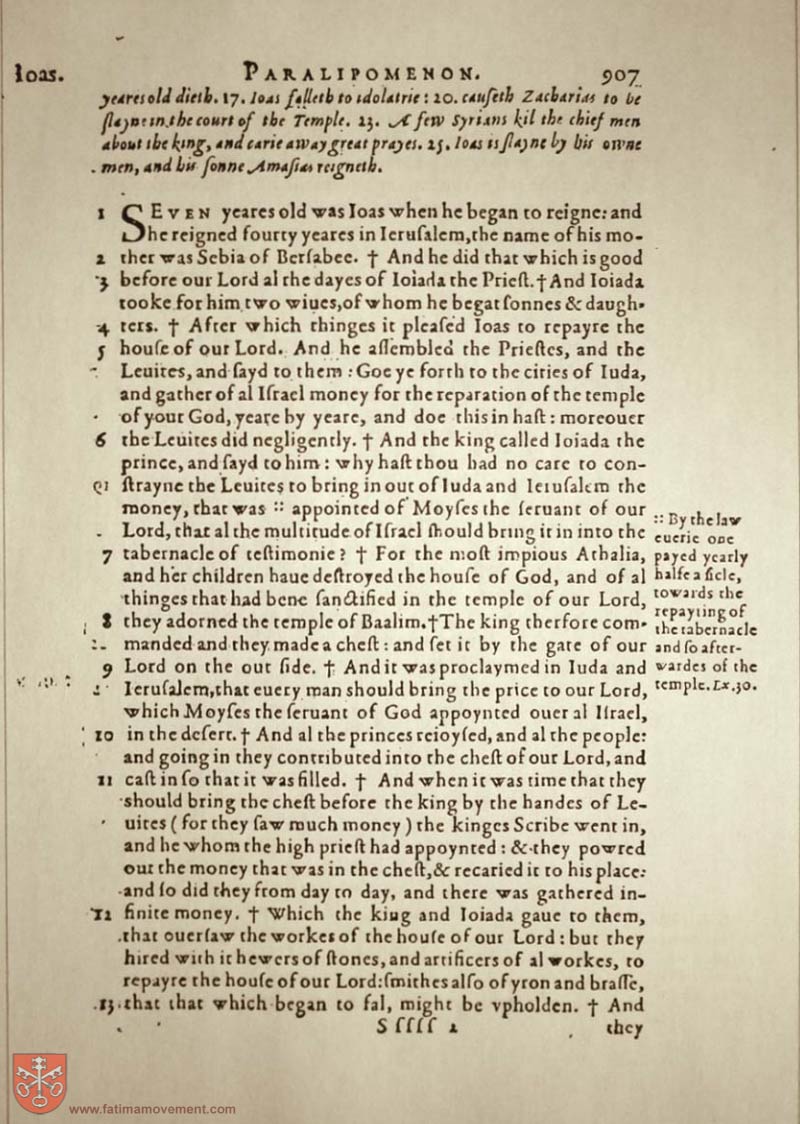 Ioas. PARALIPOMENON. 907
yeares old dieth. 17. Ioas falleth to idolatrie: 20. causeth Zacharias to be
slayne in the court of the Temple. 23. A few Syrians kil the chief men
about the king, and carie away great prayes. 25. Ioas is slayne by his owne
men, and his sonne Amasias reigneth.
1 SEVEN yeares old was Ioas when he began to reigne: and
he reigned fourty yeares in Ierusalem, the name of his mo-
2 ther was Sebia of Bersabee. † And he did that which is good
3 before our Lord al the dayes of Ioiada the Priest. † And Ioiada
tooke for him two wiues, of whom he begat sonnes & daugh-
4 ters. † After which thinges it pleased Ioas to repayre the
5 house of our Lord. And he assembled the Priestes, and the
Leuites, and sayd to them: Goe ye forth to the cities of Iuda,
and gather of al Israel money for the reparation of the temple
of your God, yeare by yeare, and doe this in hast: moreouer
6 the Leuites did negligently. † And the king called Ioiada the
prince, and sayd to him: why hast thou had no care to con-
strayne the Leuites to bring in out of Iuda and Ierusalem the
money, that was :: appointed of Moyses the seruant of our
Lord, that al the multitude of Israel should bring it in into the
7 tabernacle of testimonie? † For the most impious Athalia,
and her children haue destroyed the house of God, and of al
thinges that had bene sanctified in the temple of our Lord,
8 they adorned the temple of Baalim. † The king therfore com-
manded and they made a chest: and set it by the gate of our
9 Lord on the out side. † And it was proclaymed in Iuda and
Ierusalem, that euery man should bring the price to our Lord,
which Moyses the seruant of God appoynted ouer al Israel,
10 in the desert. † And al the princes reioysed, and al the people:
and going in they contributed into the chest of our Lord, and
11 cast in so that it was filled. † And when it was time that they
should bring the chest before the king by the handes of Le-
uites ( for they saw much money ) the kinges Scribe went in,
and he whom the high priest had appoynted: & they powred
out the money that was in the chest, & recaried it to his place:
and so did they from day to day, and there was gathered in-
12 finite money. † Which the king and Ioiada gaue to them,
that ouersaw the workes of the house of our Lord: but they
hired with it hewers of stones, and artificers of al workes, to
repayre the house of our Lord: smithes also of yron and brasse,
13 that that which began to fal, might be vpholden. † And
S ssss 2 they
:: By the law
euerie one
payed yearly
halfe a sicle,
towards the
repayring of
the tabernacle
and so after-
wardes of the
temple. Ex. 30.
www.fatimamovement.com